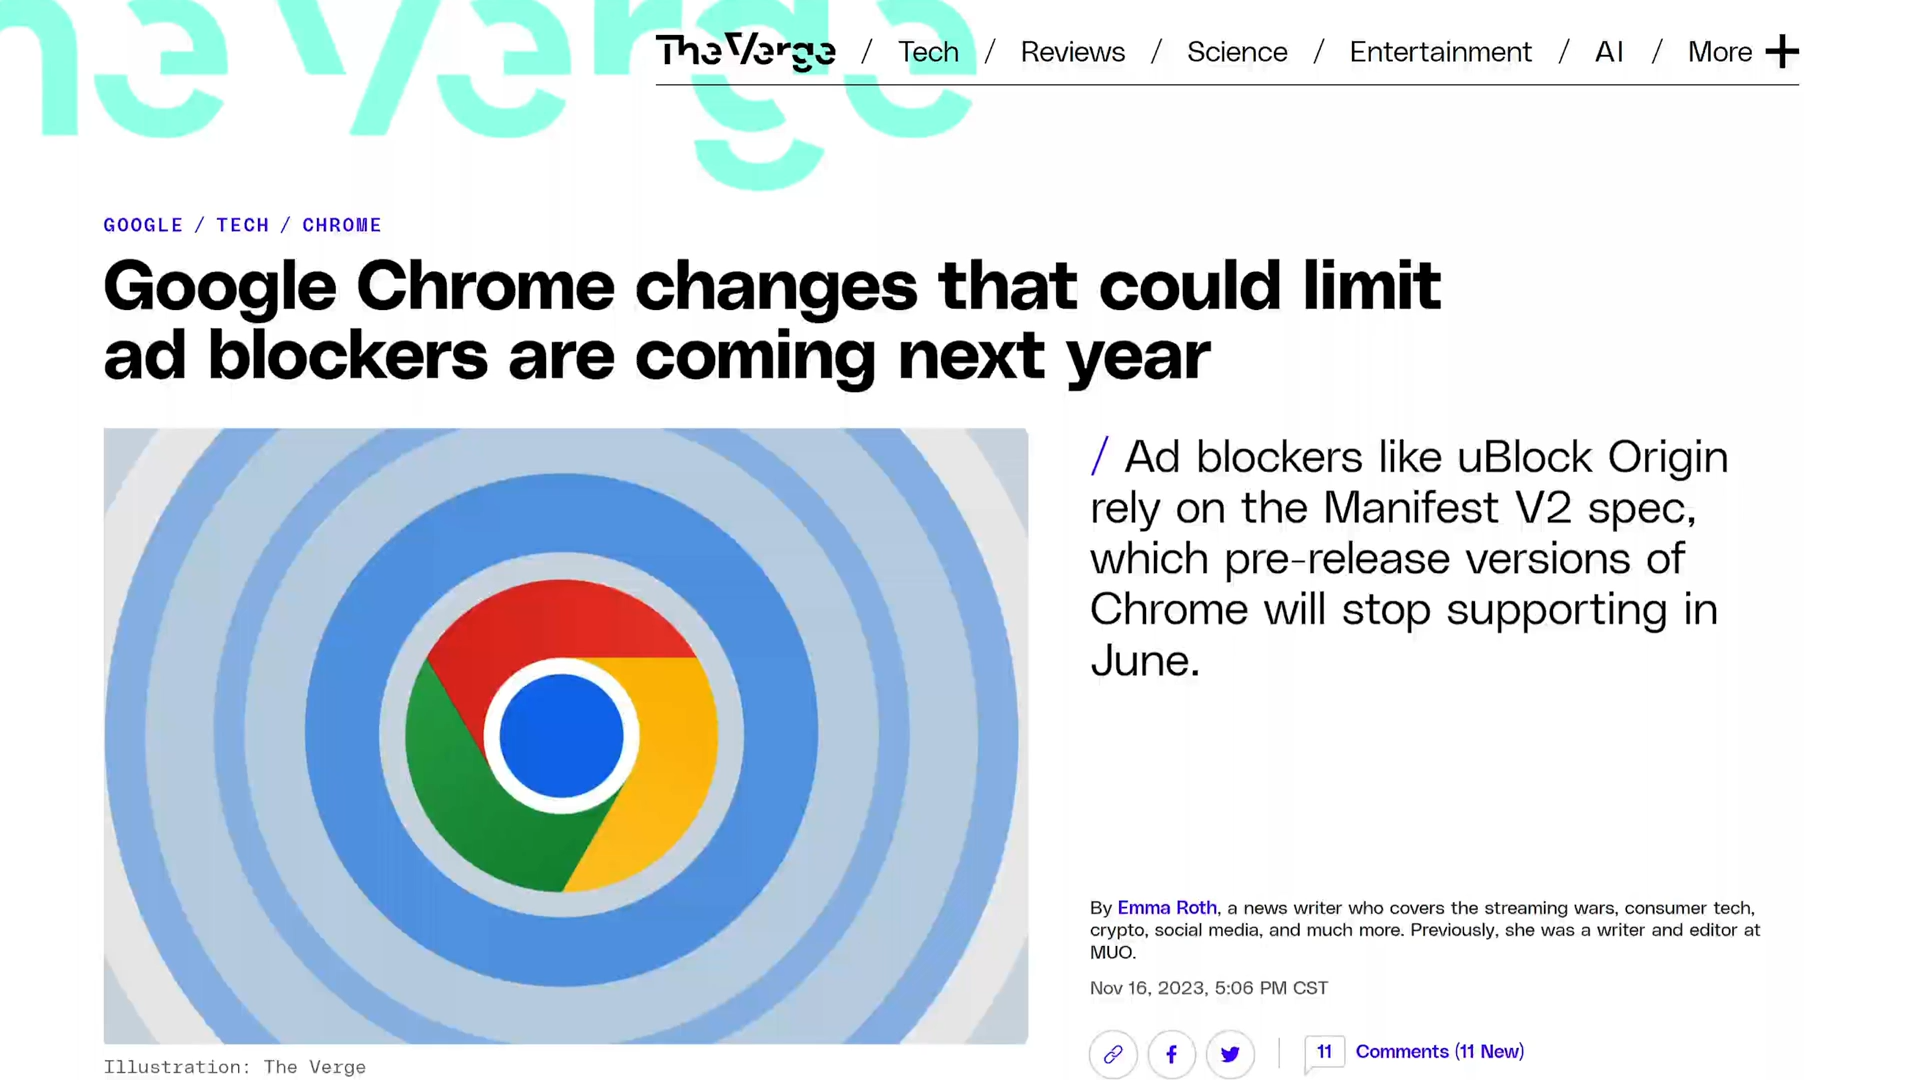 The Verge
The Verge / Tech / Reviews / Science / Entertainment / AI / More +
GOOGLE / TECH / CHROME
Google Chrome changes that could limit
ad blockers are coming next year
/ Ad blockers like uBlock Origin
rely on the Manifest V2 spec,
which pre-release versions of
Chrome will stop supporting in
June.
By Emma Roth, a news writer who covers the streaming wars, consumer tech,
crypto, social media, and much more. Previously, she was a writer and editor at
MUO.
Nov 16, 2023, 5:06 PM CST
11 Comments (11 New)
Illustration: The Verge